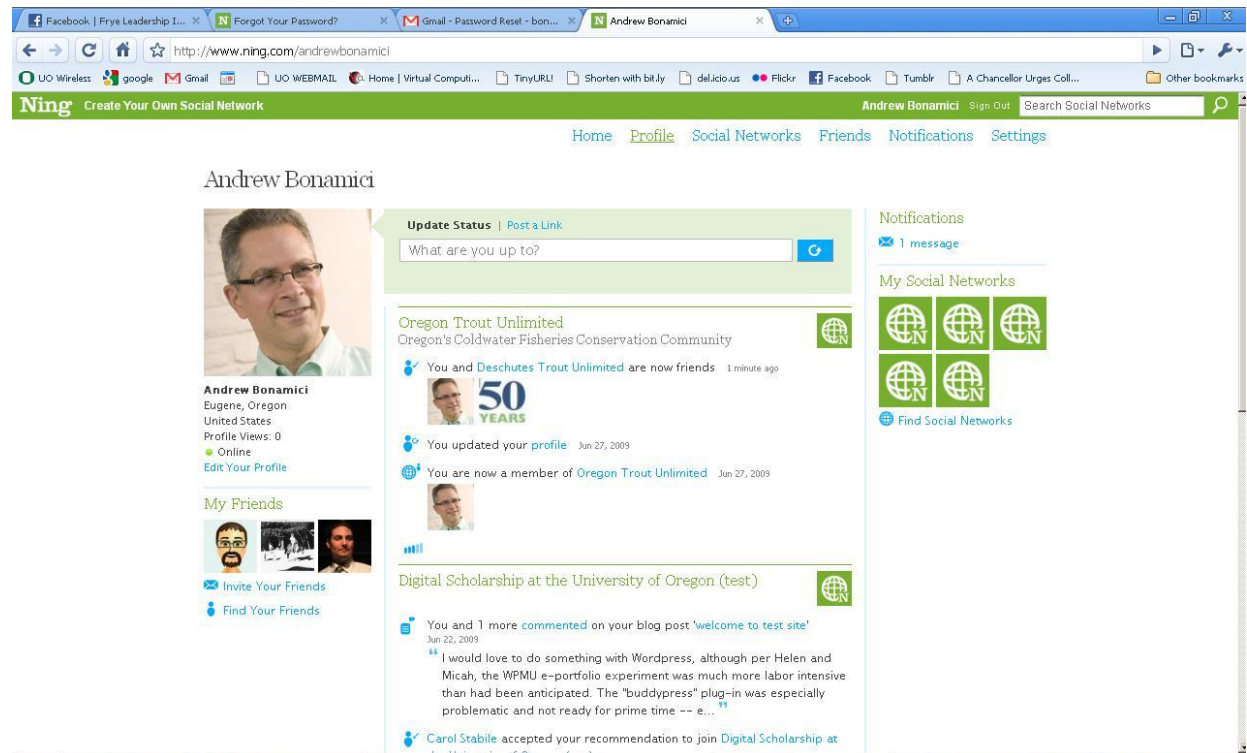 Facebook | Frye Leadership I...
Forgot Your Password?
Gmail - Password Reset - bon...
Andrew Bonamici
http://www.ning.com/andrewbonamici
UO Wireless google Gmail UO WEBMAIL Home | Virtual Computi... TinyURL! Shorten with bit.ly del.icio.us Flickr Facebook Tumblr A Chancellor Urges Coll... Other bookmarks
Ning Create Your Own Social Network Andrew Bonamici Sign Out Search Social Networks
Home Profile Social Networks Friends Notifications Settings
Andrew Bonamici
Andrew Bonamici
Eugene, Oregon
United States
Profile Views: 0
Online
Edit Your Profile
My Friends
Invite Your Friends
Find Your Friends
Update Status | Post a Link
What are you up to?
Oregon Trout Unlimited
Oregon's Coldwater Fisheries Conservation Community
You and Deschutes Trout Unlimited are now friends 1 minute ago
50
YEARS
You updated your profile Jun 27, 2009
You are now a member of Oregon Trout Unlimited Jun 27, 2009
Digital Scholarship at the University of Oregon (test)
You and 1 more commented on your blog post 'welcome to test site'
Jun 22, 2009
" I would love to do something with Wordpress, although per Helen and
Micah, the WPMU e-portfolio experiment was much more labor intensive
than had been anticipated. The "buddypress" plug-in was especially
problematic and not ready for prime time -- e... "
Carol Stabile accepted your recommendation to join Digital Scholarship at
Notifications
1 message
My Social Networks
N N N
N N
Find Social Networks